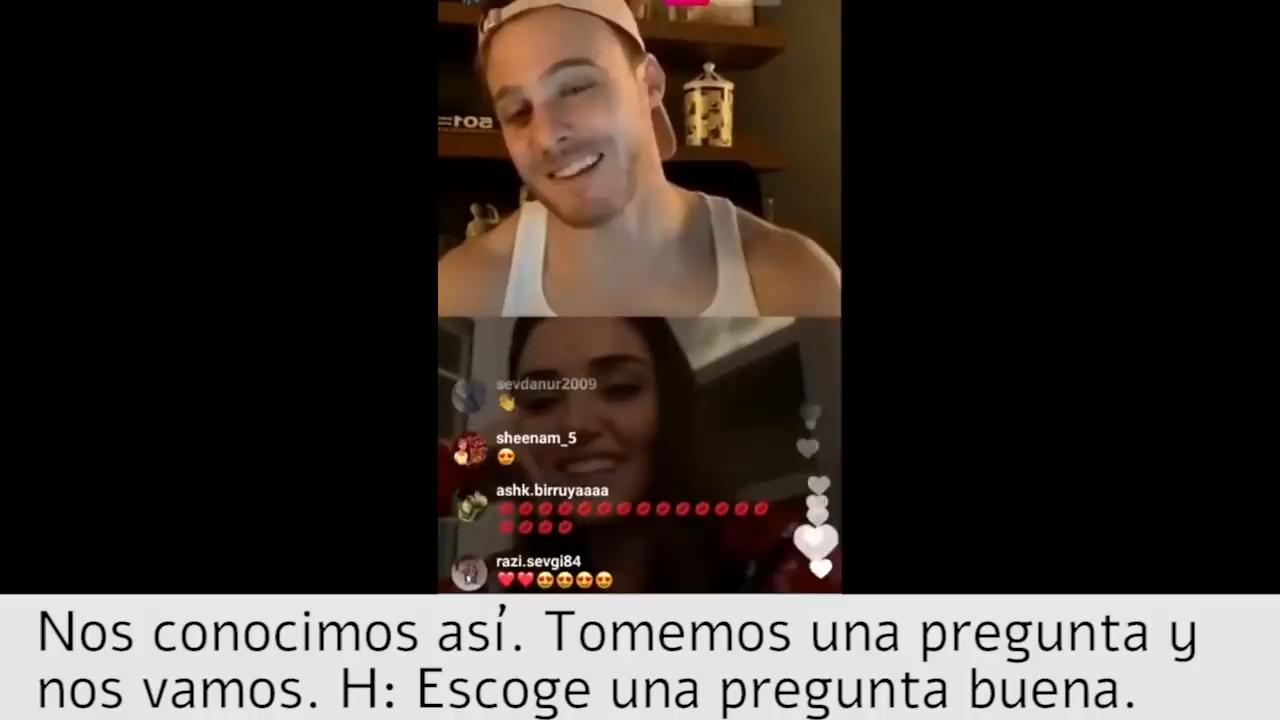 sevdanur2009
sheenam_5
ashk.birruyaaaa
razi.sevgi84
Nos conocimos así. Tomemos una pregunta y
nos vamos. H: Escoge una pregunta buena.